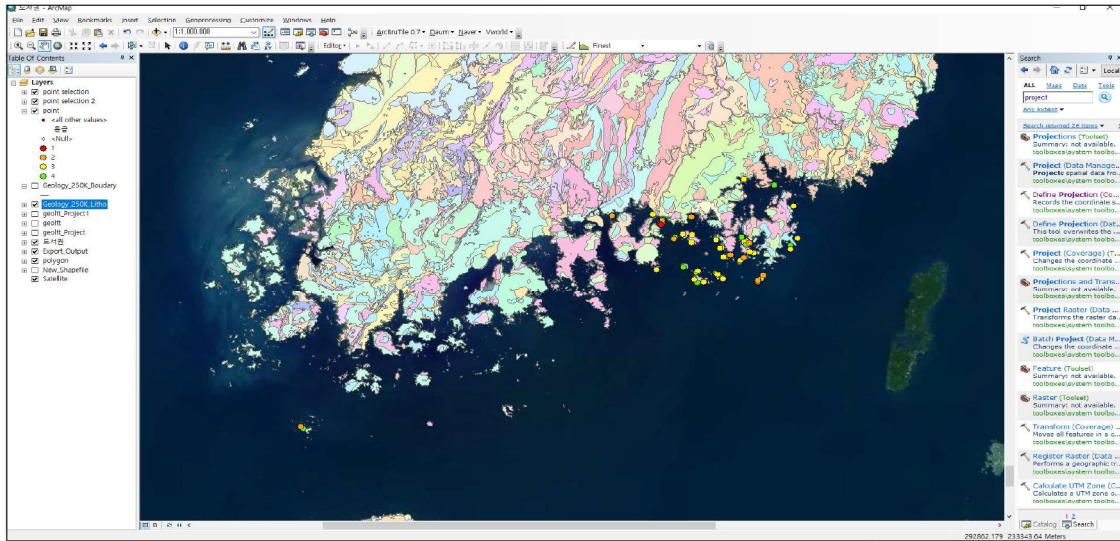 도서권 - ArcMap
File Edit View Bookmarks Insert Selection Geoprocessing Customize Windows Help
1:1,000,000
ArcBruTile 0.7 Daum Naver Vworld
Editor
Finest
Table Of Contents
Layers
point selection
point selection 2
point
<all other values>
등급
<Null>
1
2
3
4
Geology_250K_Boudary
Geology_250K_Litho
geoltt_Project1
geoltt
geoltt_Project
도서권
Export_Output
polygon
New_Shapefile
Satellite
Search
Local
ALL Maps Data Tools
project
Any Extent
Search returned 26 items
Projections (Toolset)
Summary: not available.
toolboxes\system toolbo...
Project (Data Manage...
Projects spatial data fro...
toolboxes\system toolbo...
Define Projection (Co...
Records the coordinate s...
toolboxes\system toolbo...
Define Projection (Dat...
This tool overwrites the ...
toolboxes\system toolbo...
Project (Coverage) (T...
Changes the coordinate ...
toolboxes\system toolbo...
Projections and Trans...
Summary: not available.
toolboxes\system toolbo...
Project Raster (Data ...
Transforms the raster da...
toolboxes\system toolbo...
Batch Project (Data M...
Changes the coordinate ...
toolboxes\system toolbo...
Feature (Toolset)
Summary: not available.
toolboxes\system toolbo...
Raster (Toolset)
Summary: not available.
toolboxes\system toolbo...
Transform (Coverage) ...
Moves all features in a c...
toolboxes\system toolbo...
Register Raster (Data ...
Performs a geographic tr...
toolboxes\system toolbo...
Calculate UTM Zone (C...
Calculates a UTM zone o...
toolboxes\system toolbo...
1 2
Catalog Search
292862.179 233343.64 Meters